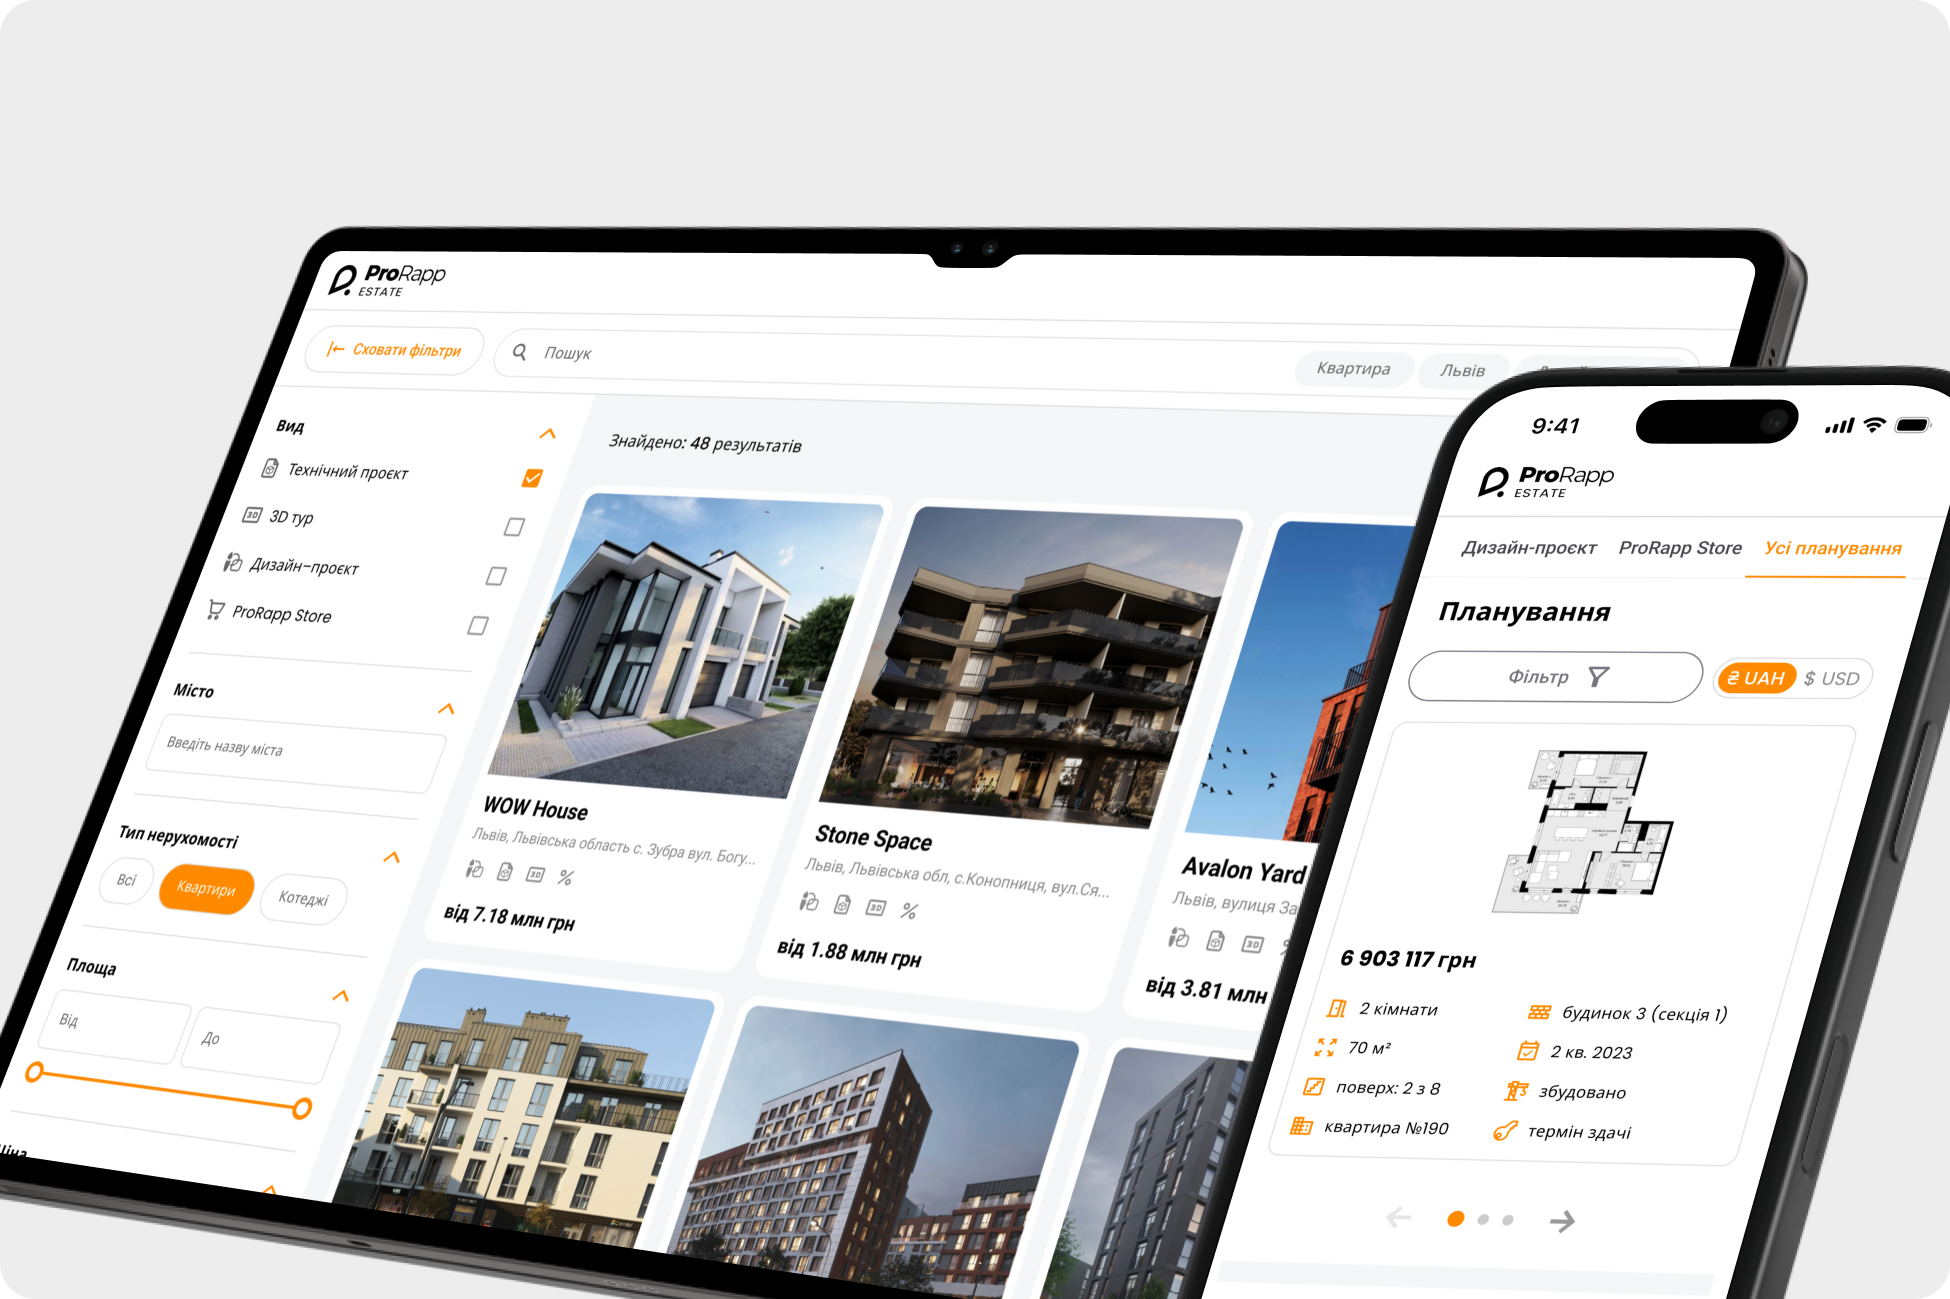 ProRapp
ESTATE
Сховати фільтри
Пошук
Квартира
Львів
Вид
Технічний проєкт
3D тур
Дизайн-проєкт
ProRapp Store
Місто
Введіть назву міста
Тип нерухомості
Всі
Квартири
Котеджі
Площа
Від
До
Ціна
Знайдено: 48 результатів
WOW House
Львів, Львівська область с. Зубра вул. Богу...
від 7.18 млн грн
Stone Space
Львів, Львівська обл, с.Конопниця, вул.Ся...
від 1.88 млн грн
Avalon Yard
Львів, вулиця За
від 3.81 млн
9:41
ProRapp
ESTATE
Дизайн-проєкт
ProRapp Store
Усі планування
Планування
Фільтр
₴ UAH
$ USD
6 903 117 грн
2 кімнати
будинок 3 (секція 1)
70 м²
2 кв. 2023
поверх: 2 з 8
збудовано
квартира №190
термін здачі